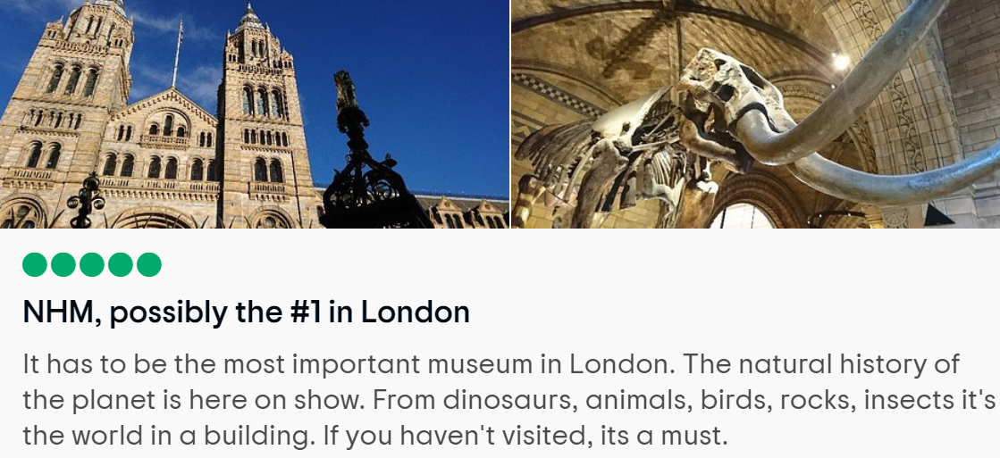 NHM, possibly the #1 in London
It has to be the most important museum in London. The natural history of
the planet is here on show. From dinosaurs, animals, birds, rocks, insects it's
the world in a building. If you haven't visited, its a must.